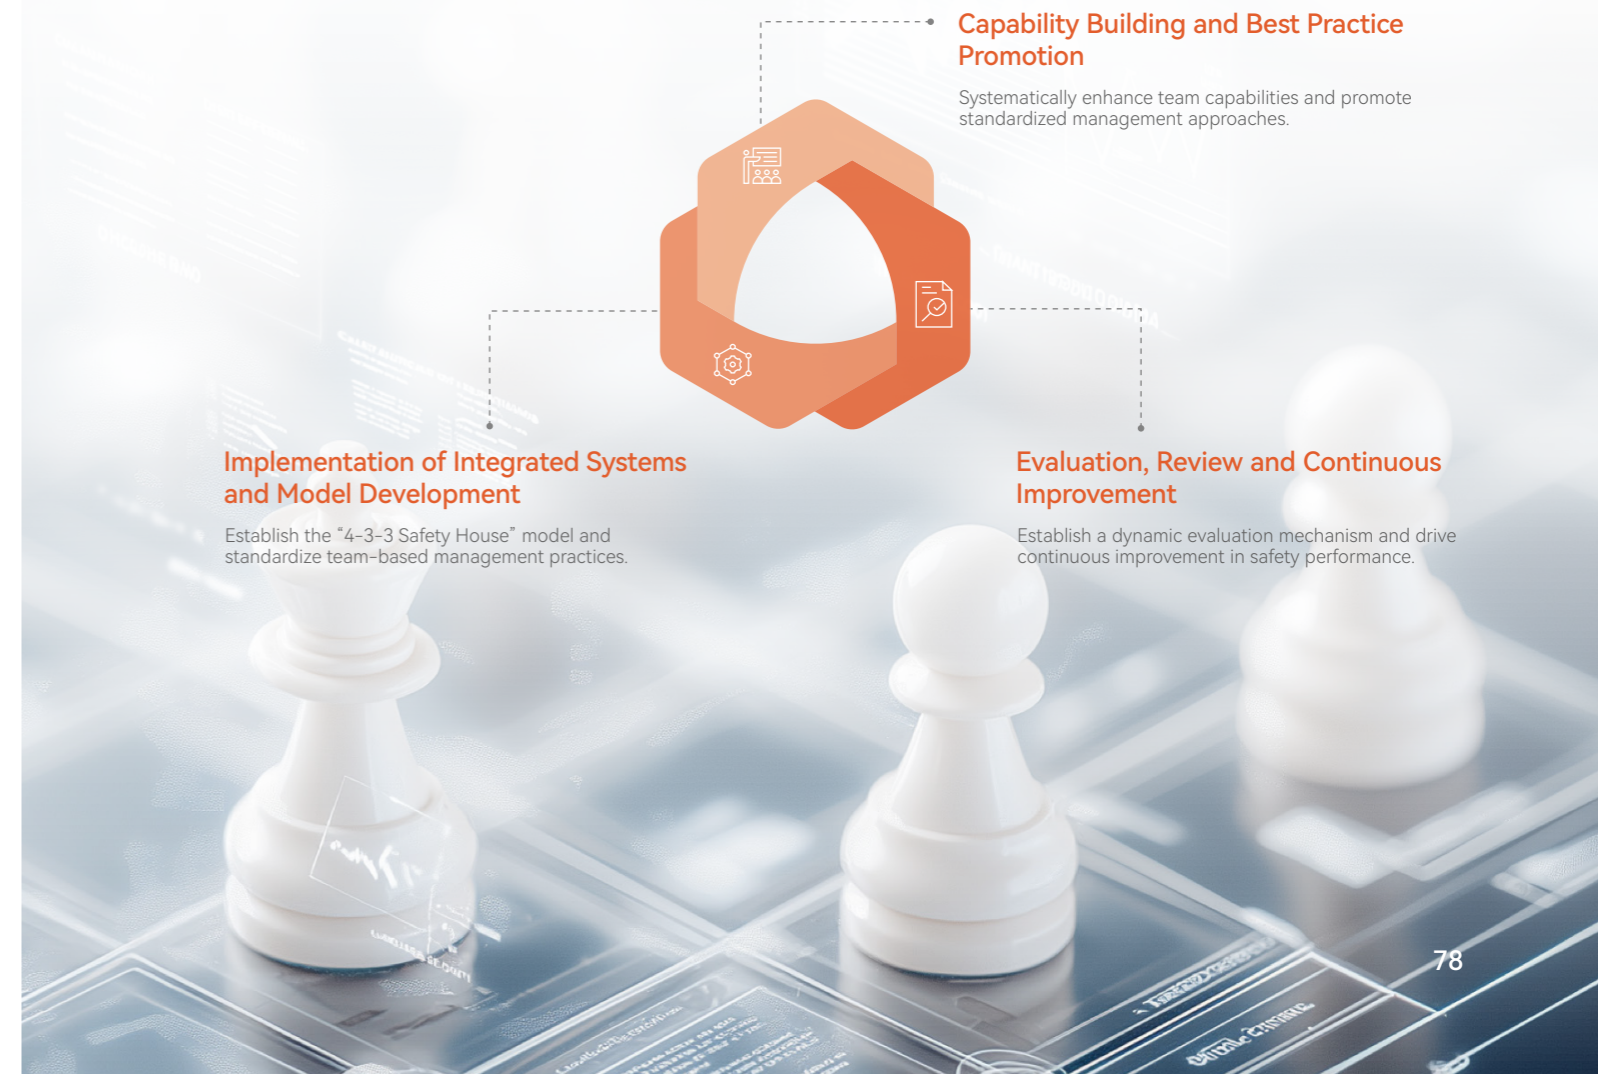 Capability Building and Best Practice
Promotion
Systematically enhance team capabilities and promote
standardized management approaches.
Implementation of Integrated Systems
and Model Development
Establish the “4-3-3 Safety House” model and
standardize team-based management practices.
Evaluation, Review and Continuous
Improvement
Establish a dynamic evaluation mechanism and drive
continuous improvement in safety performance.
78